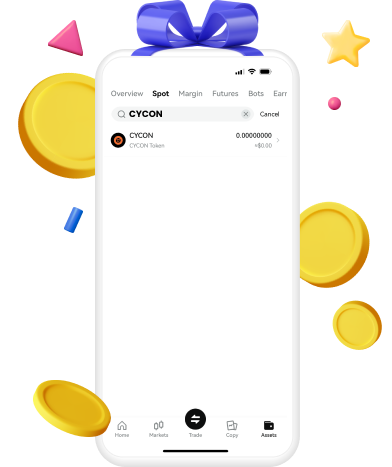 Overview Spot Margin Futures Bots Earn
CYCON Cancel
CYCON 0.00000000
CYCON Token ≈$0.00
Home Markets Trade Copy Assets